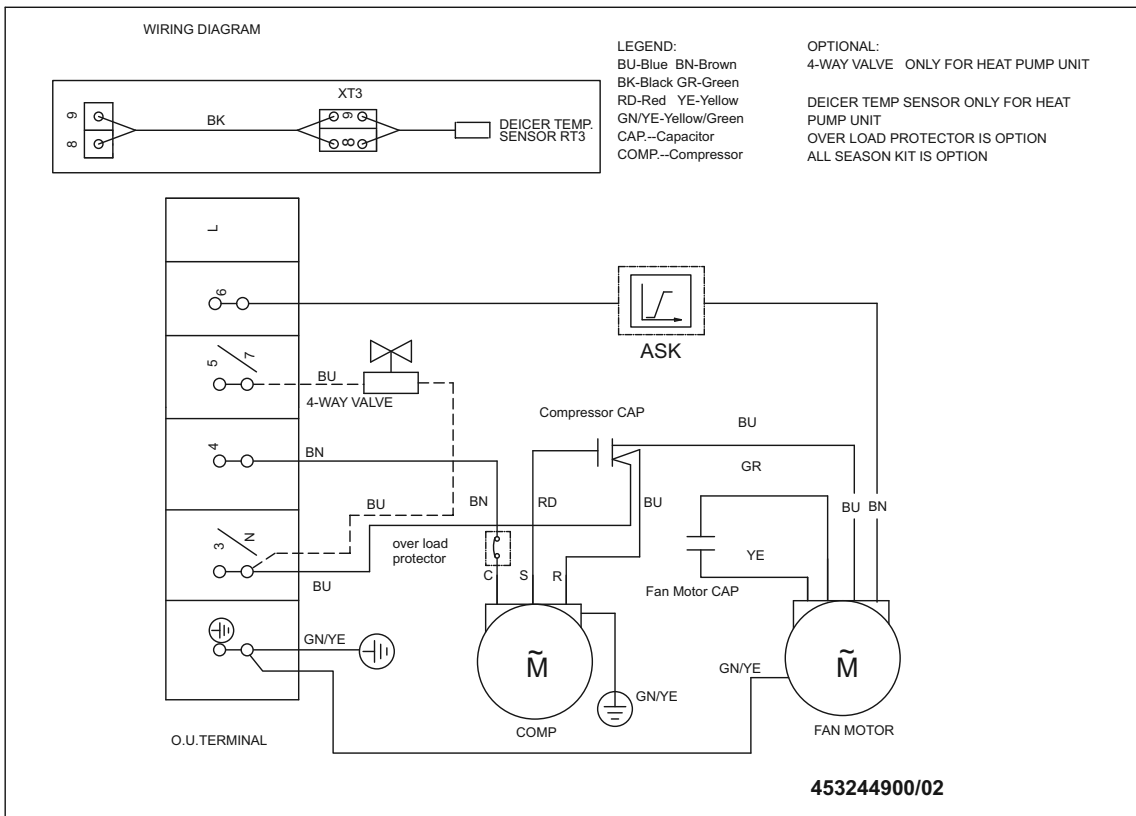 WIRING DIAGRAM
LEGEND:
BU-Blue BN-Brown
BK-Black GR-Green
RD-Red YE-Yellow
GN/YE-Yellow/Green
CAP.--Capacitor
COMP.--Compressor
OPTIONAL:
4-WAY VALVE ONLY FOR HEAT PUMP UNIT
DEICER TEMP SENSOR ONLY FOR HEAT
PUMP UNIT
OVER LOAD PROTECTOR IS OPTION
ALL SEASON KIT IS OPTION
XT3
9
8
BK
9
8
DEICER TEMP.
SENSOR RT3
L
6
ASK
5 / 7
BU
4-WAY VALVE
Compressor CAP
BU
4
BN
GR
BN
RD
BU
BU
BU BN
3 / N
over load
protector
YE
BU
C S R
Fan Motor CAP
GN/YE
M̃
M̃
GN/YE
GN/YE
COMP
FAN MOTOR
O.U.TERMINAL
453244900/02